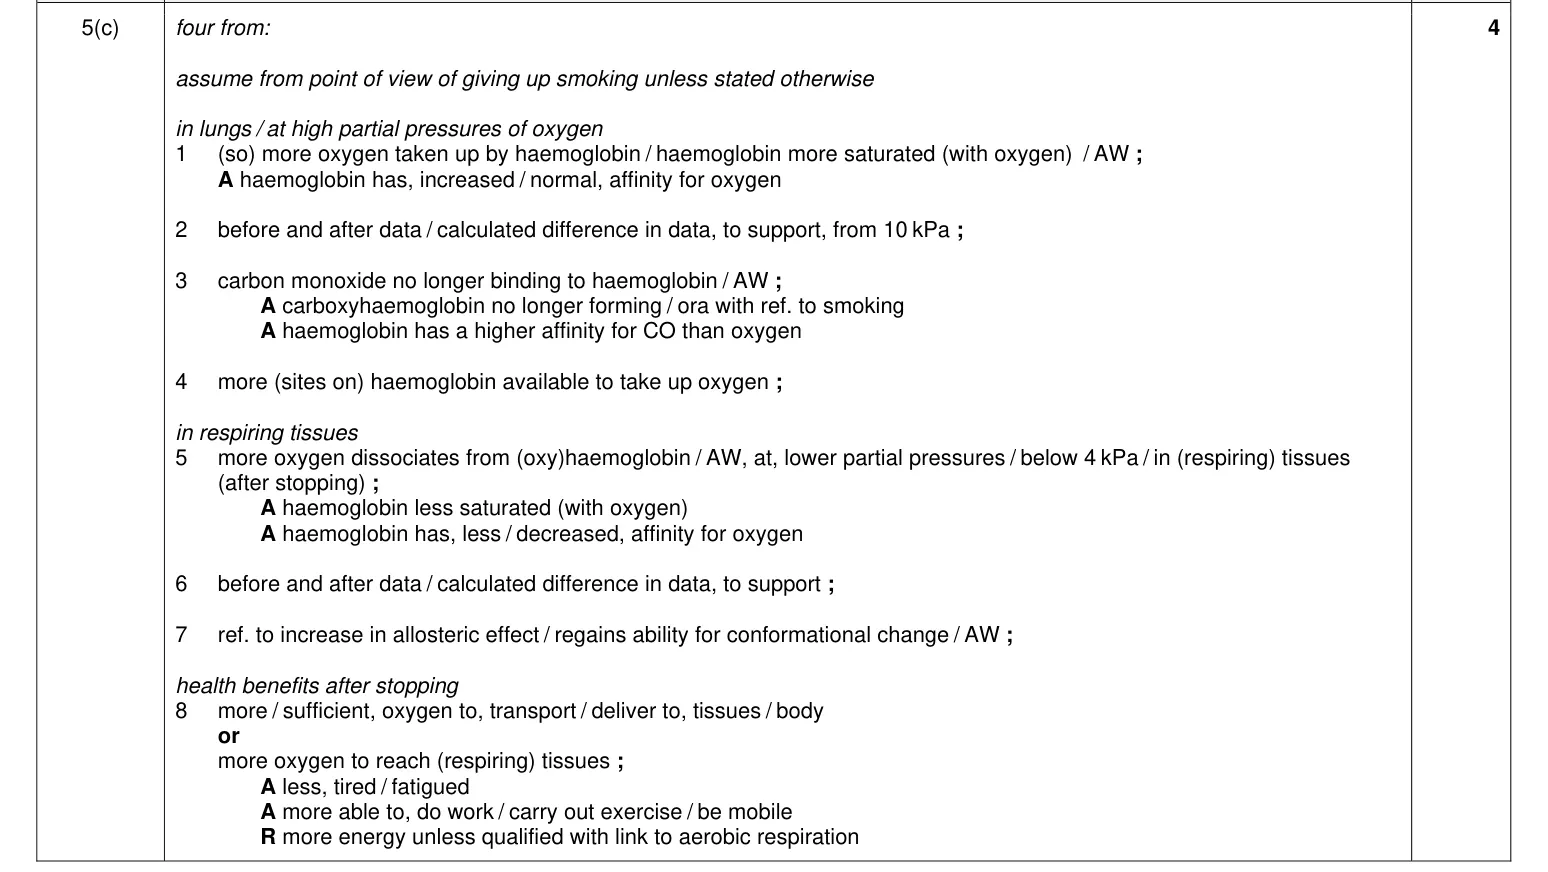 5(c)
four from:
4
assume from point of view of giving up smoking unless stated otherwise
in lungs / at high partial pressures of oxygen
1 (so) more oxygen taken up by haemoglobin / haemoglobin more saturated (with oxygen) / AW ;
A haemoglobin has, increased / normal, affinity for oxygen
2 before and after data / calculated difference in data, to support, from 10 kPa ;
3 carbon monoxide no longer binding to haemoglobin / AW ;
A carboxyhaemoglobin no longer forming / ora with ref. to smoking
A haemoglobin has a higher affinity for CO than oxygen
4 more (sites on) haemoglobin available to take up oxygen ;
in respiring tissues
5 more oxygen dissociates from (oxy)haemoglobin / AW, at, lower partial pressures / below 4 kPa / in (respiring) tissues
(after stopping) ;
A haemoglobin less saturated (with oxygen)
A haemoglobin has, less / decreased, affinity for oxygen
6 before and after data / calculated difference in data, to support ;
7 ref. to increase in allosteric effect / regains ability for conformational change / AW ;
health benefits after stopping
8 more / sufficient, oxygen to, transport / deliver to, tissues / body
or
more oxygen to reach (respiring) tissues ;
A less, tired / fatigued
A more able to, do work / carry out exercise / be mobile
R more energy unless qualified with link to aerobic respiration